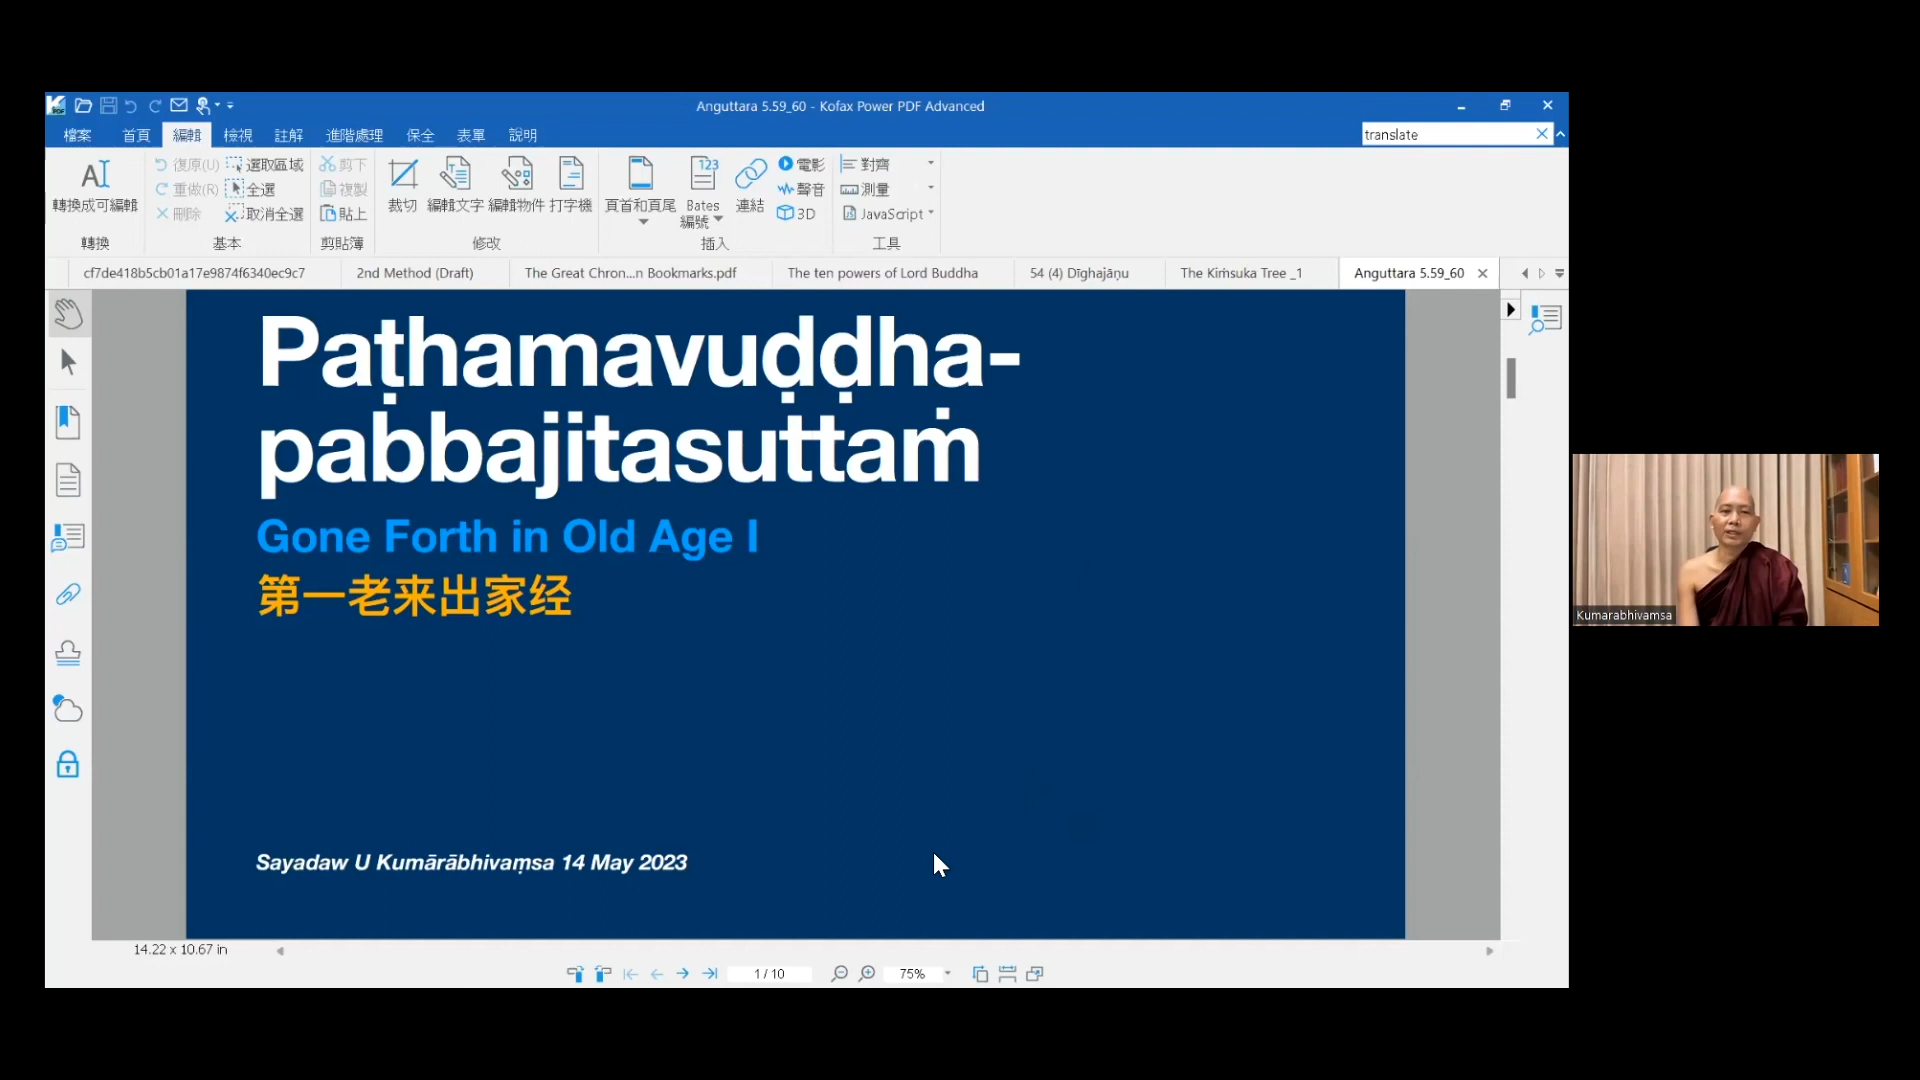 Anguttara 5.59_60 - Kofax Power PDF Advanced
檔案 首頁 編輯 檢視 註解 進階處理 保全 表單 說明
translate
轉換成可編輯
轉換
復原(U) 選取區域
重做(R) 全選
刪除 取消全選
基本
剪下
複製
貼上
剪貼簿
裁切 編輯文字 編輯物件 打字機
修改
頁首和頁尾 Bates 編號 連結
123
電影
聲音
3D
插入
對齊
測量
JavaScript
工具
cf7de418b5cb01a17e9874f6340ec9c7 2nd Method (Draft) The Great Chron...n Bookmarks.pdf The ten powers of Lord Buddha 54 (4) Dīghajāṇu The Kiṁsuka Tree _1 Anguttara 5.59_60
Paṭhamavuḍḍha-
pabbajitasuttaṁ
Gone Forth in Old Age I
第一老来出家经
Sayadaw U Kumārābhivaṃsa 14 May 2023
Kumarabhivamsa
14.22 x 10.67 in
1 / 10 75%